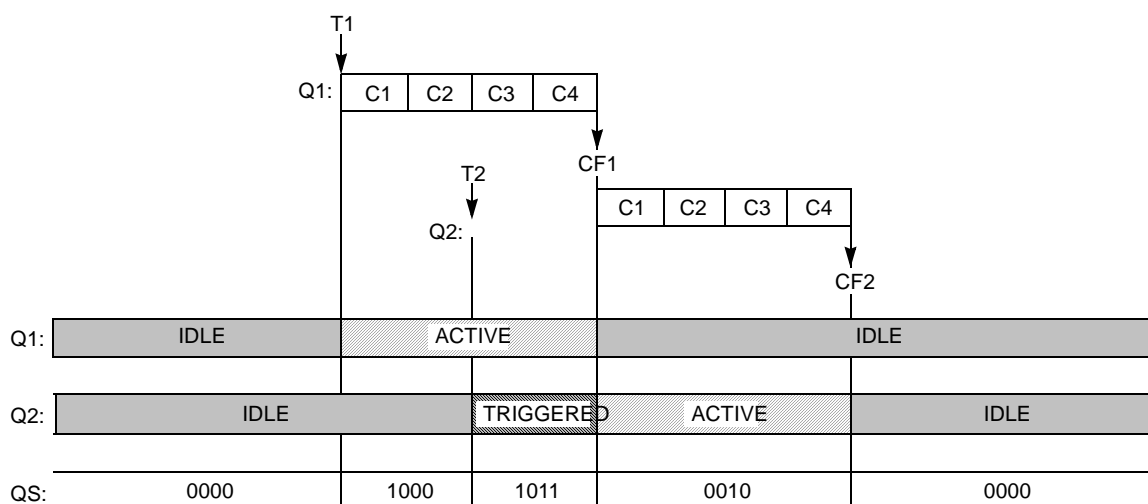 T1
Q1: C1 C2 C3 C4
CF1
T2
C1 C2 C3 C4
Q2:
CF2
Q1: IDLE ACTIVE IDLE
Q2: IDLE TRIGGERED ACTIVE IDLE
QS: 0000 1000 1011 0010 0000